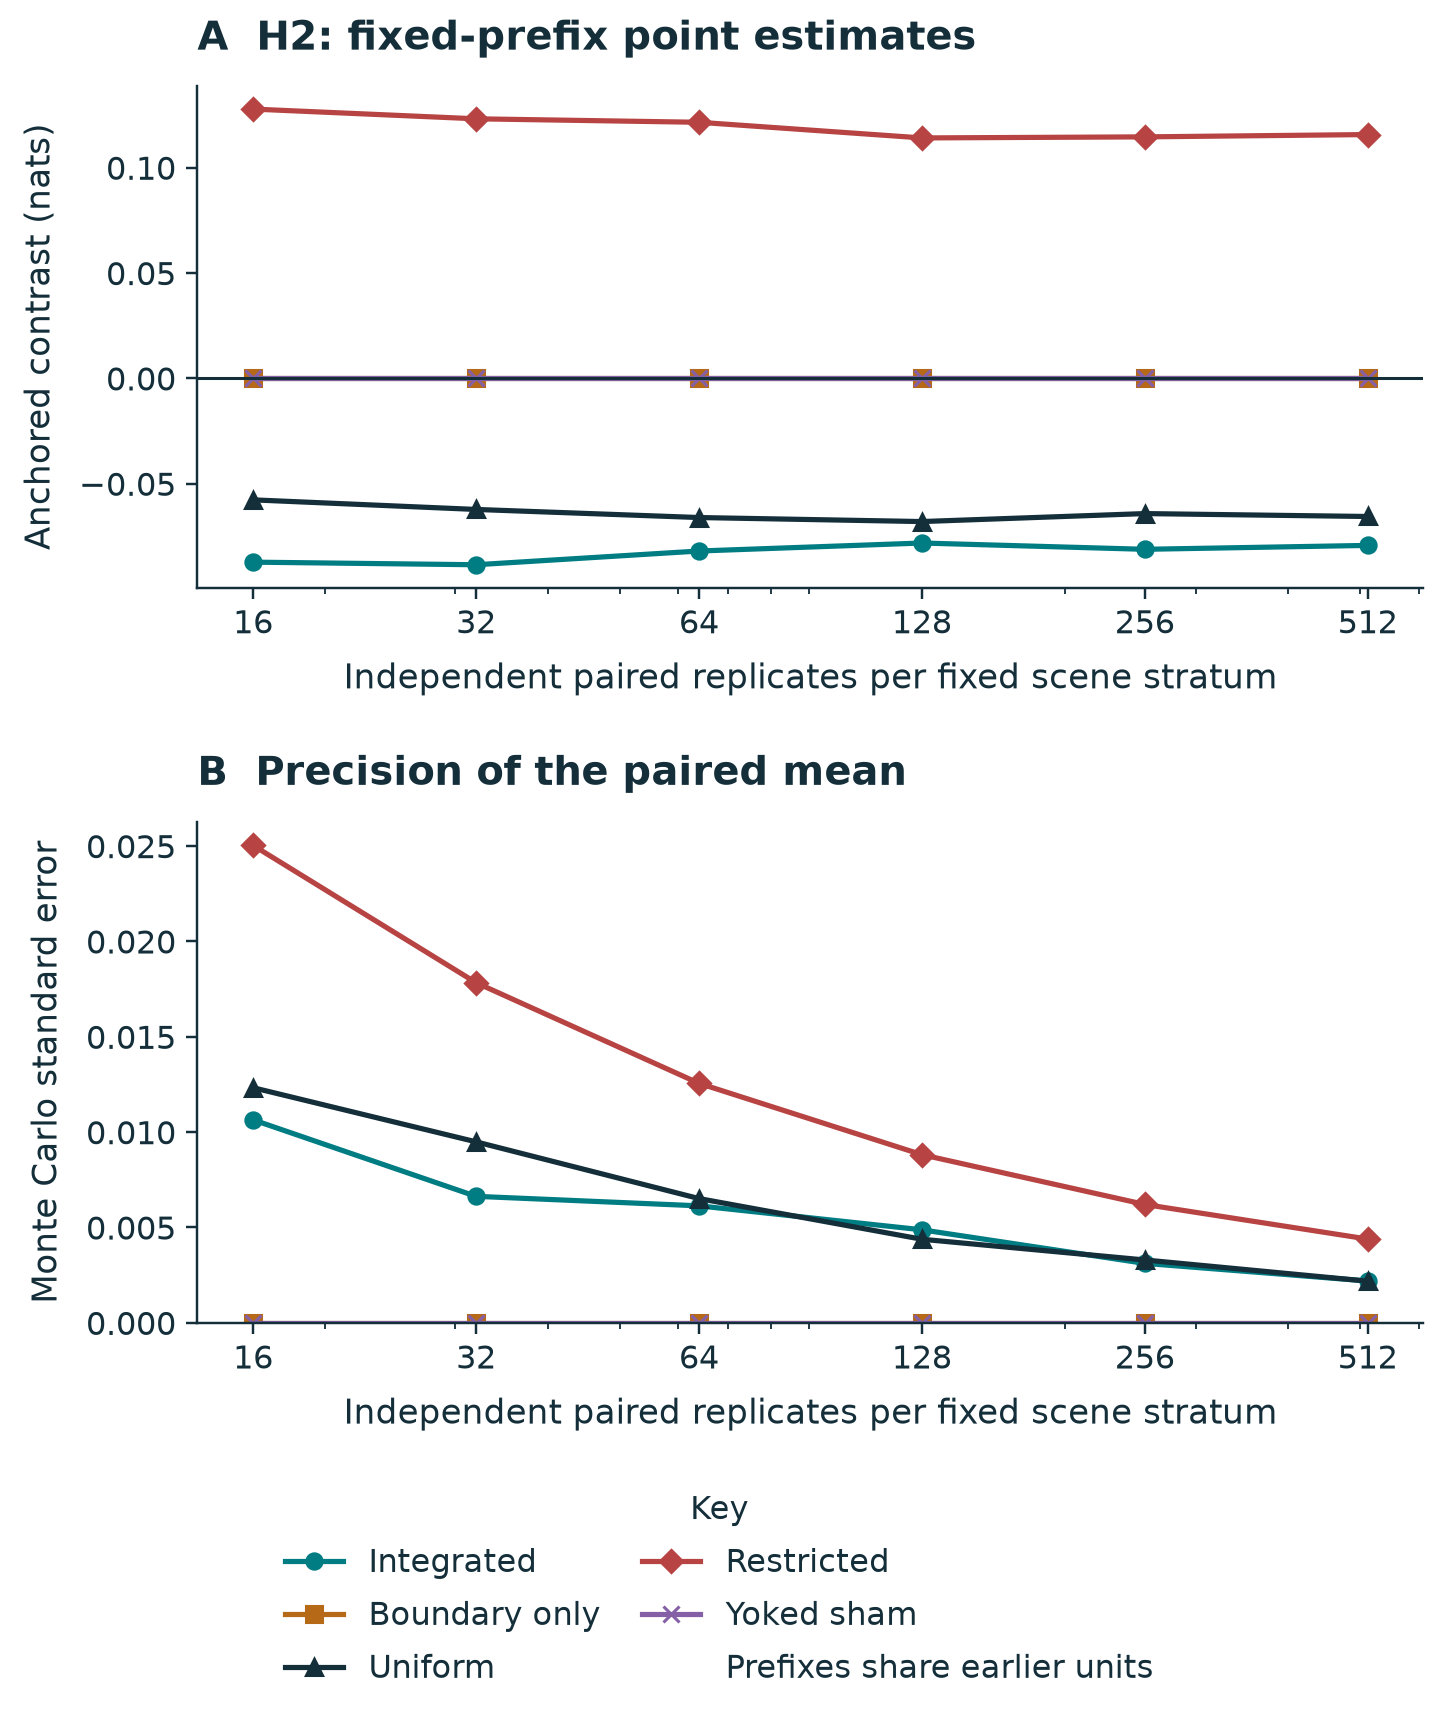 A  H2: fixed-prefix point estimates
Anchored contrast (nats)
0.10
0.05
0.00
−0.05
16 32 64 128 256 512
Independent paired replicates per fixed scene stratum
B  Precision of the paired mean
Monte Carlo standard error
0.025
0.020
0.015
0.010
0.005
0.000
16 32 64 128 256 512
Independent paired replicates per fixed scene stratum
Key
Integrated
Boundary only
Uniform
Restricted
Yoked sham
Prefixes share earlier units